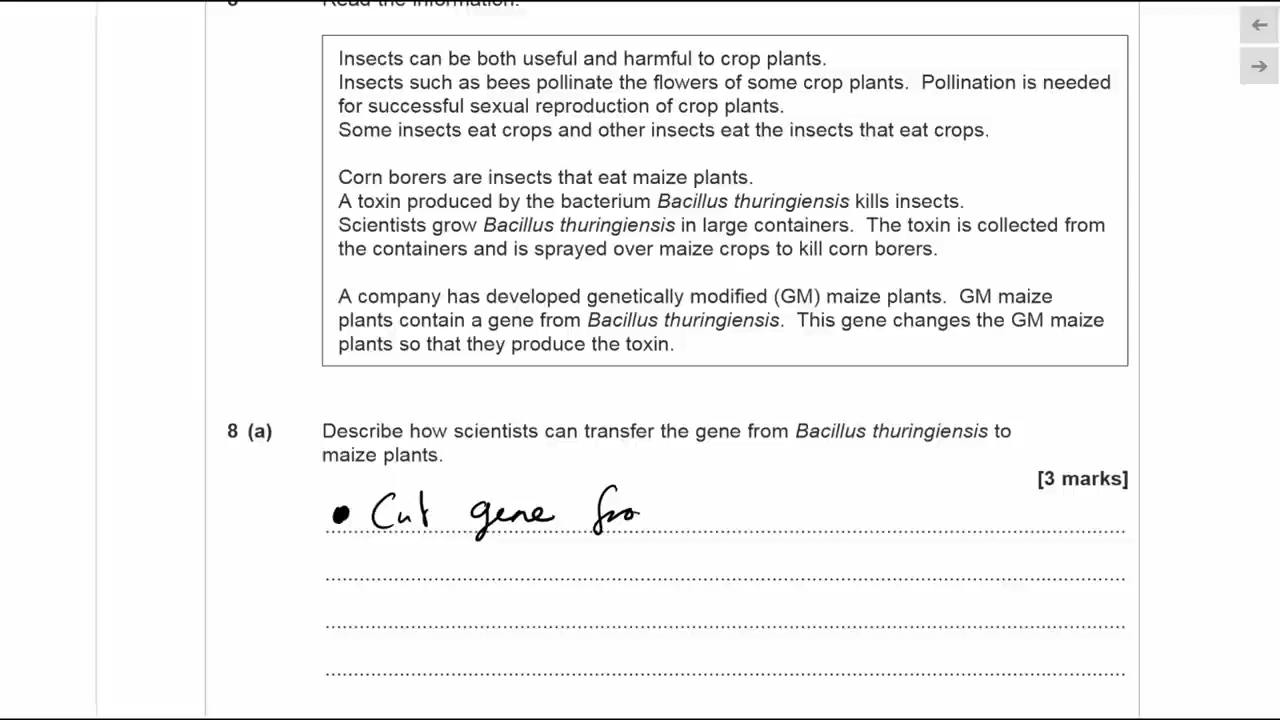 Insects can be both useful and harmful to crop plants.
Insects such as bees pollinate the flowers of some crop plants. Pollination is needed
for successful sexual reproduction of crop plants.
Some insects eat crops and other insects eat the insects that eat crops.
Corn borers are insects that eat maize plants.
A toxin produced by the bacterium Bacillus thuringiensis kills insects.
Scientists grow Bacillus thuringiensis in large containers. The toxin is collected from
the containers and is sprayed over maize crops to kill corn borers.
A company has developed genetically modified (GM) maize plants. GM maize
plants contain a gene from Bacillus thuringiensis. This gene changes the GM maize
plants so that they produce the toxin.
8 (a) Describe how scientists can transfer the gene from Bacillus thuringiensis to
maize plants.
[3 marks]
• Cut gene fro